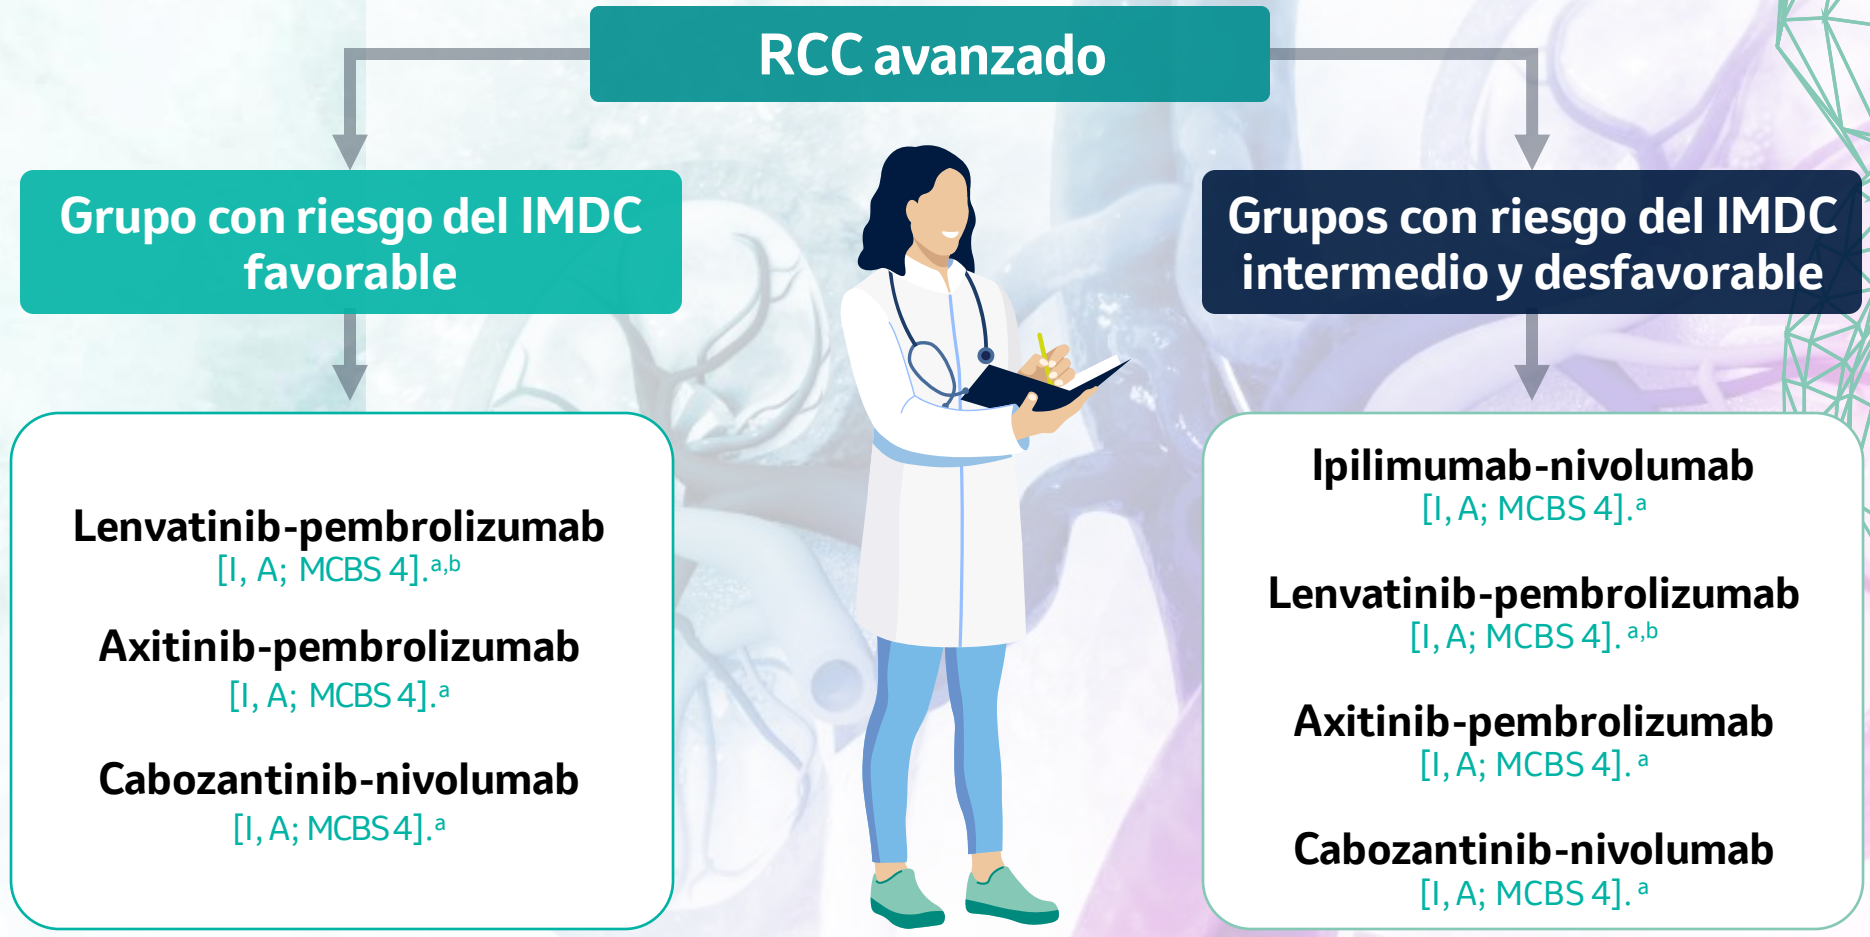 RCC avanzado
Grupo con riesgo del IMDC
favorable
Lenvatinib-pembrolizumab
[I, A; MCBS 4].a,b
Axitinib-pembrolizumab
[I, A; MCBS 4].a
Cabozantinib-nivolumab
[I, A; MCBS 4].a
Grupos con riesgo del IMDC
intermedio y desfavorable
Ipilimumab-nivolumab
[I, A; MCBS 4].a
Lenvatinib-pembrolizumab
[I, A; MCBS 4]. a,b
Axitinib-pembrolizumab
[I, A; MCBS 4]. a
Cabozantinib-nivolumab
[I, A; MCBS 4]. a